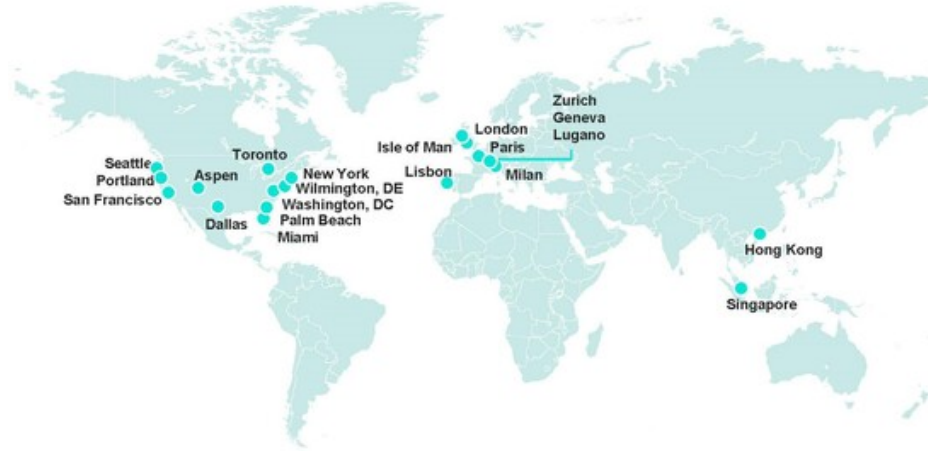 Seattle
Portland
San Francisco
Aspen
Dallas
Toronto
New York
Wilmington, DE
Washington, DC
Palm Beach
Miami
Isle of Man
London
Paris
Lisbon
Milan
Zurich
Geneva
Lugano
Hong Kong
Singapore